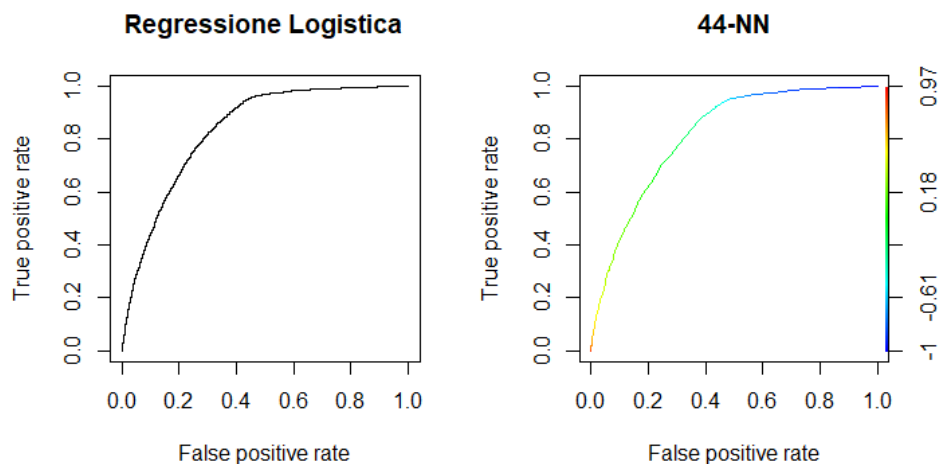 Regressione Logistica
True positive rate
1.0
0.8
0.6
0.4
0.2
0.0
0.0 0.2 0.4 0.6 0.8 1.0
False positive rate
44-NN
True positive rate
1.0
0.8
0.6
0.4
0.2
0.0
0.0 0.2 0.4 0.6 0.8 1.0
False positive rate
0.97
0.18
-0.61
-1